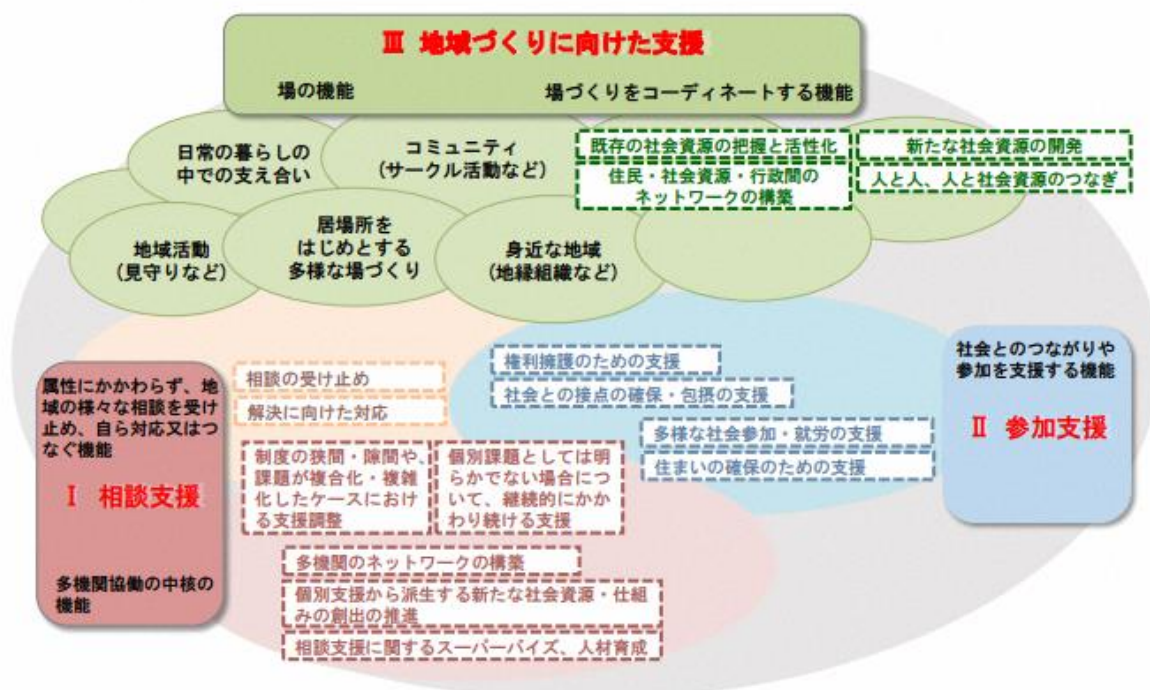 Ⅲ 地域づくりに向けた支援
場の機能
場づくりをコーディネートする機能
日常の暮らしの
中での支え合い
コミュニティ
(サークル活動など)
既存の社会資源の把握と活性化
新たな社会資源の開発
住民・社会資源・行政間の
ネットワークの構築
人と人、人と社会資源のつなぎ
地域活動
(見守りなど)
居場所を
はじめとする
多様な場づくり
身近な地域
(地縁組織など)
属性にかかわらず、地
域の様々な相談を受け
止め、自ら対応又はつ
なぐ機能
Ⅰ 相談支援
多機関協働の中核の
機能
相談の受け止め
解決に向けた対応
制度の狭間・隙間や、
課題が複合化・複雑
化したケースにおけ
る支援調整
個別課題としては明
らかでない場合につ
いて、継続的にかか
わり続ける支援
多機関のネットワークの構築
個別支援から派生する新たな社会資源・仕組
みの創出の推進
相談支援に関するスーパーバイズ、人材育成
権利擁護のための支援
社会との接点の確保・包摂の支援
多様な社会参加・就労の支援
住まいの確保のための支援
社会とのつながりや
参加を支援する機能
Ⅱ 参加支援